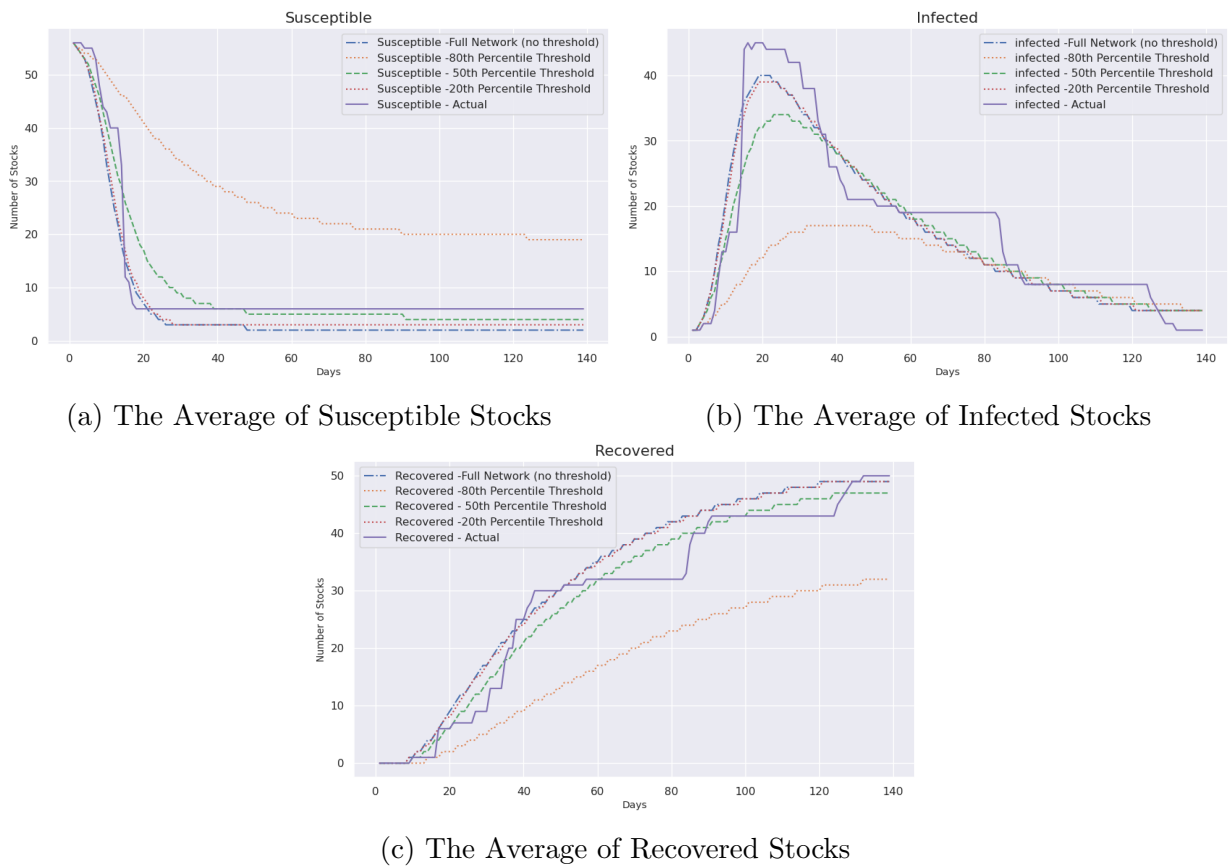 Susceptible
Susceptible -Full Network (no threshold)
Susceptible -80th Percentile Threshold
Susceptible - 50th Percentile Threshold
Susceptible -20th Percentile Threshold
Susceptible - Actual
Number of Stocks
50
40
30
20
10
0
0 20 40 60 80 100 120 140
Days
(a) The Average of Susceptible Stocks
Infected
infected -Full Network (no threshold)
infected -80th Percentile Threshold
infected - 50th Percentile Threshold
infected -20th Percentile Threshold
infected - Actual
Number of Stocks
40
30
20
10
0
0 20 40 60 80 100 120 140
Days
(b) The Average of Infected Stocks
Recovered
Recovered -Full Network (no threshold)
Recovered -80th Percentile Threshold
Recovered - 50th Percentile Threshold
Recovered -20th Percentile Threshold
Recovered - Actual
Number of Stocks
50
40
30
20
10
0
0 20 40 60 80 100 120 140
Days
(c) The Average of Recovered Stocks